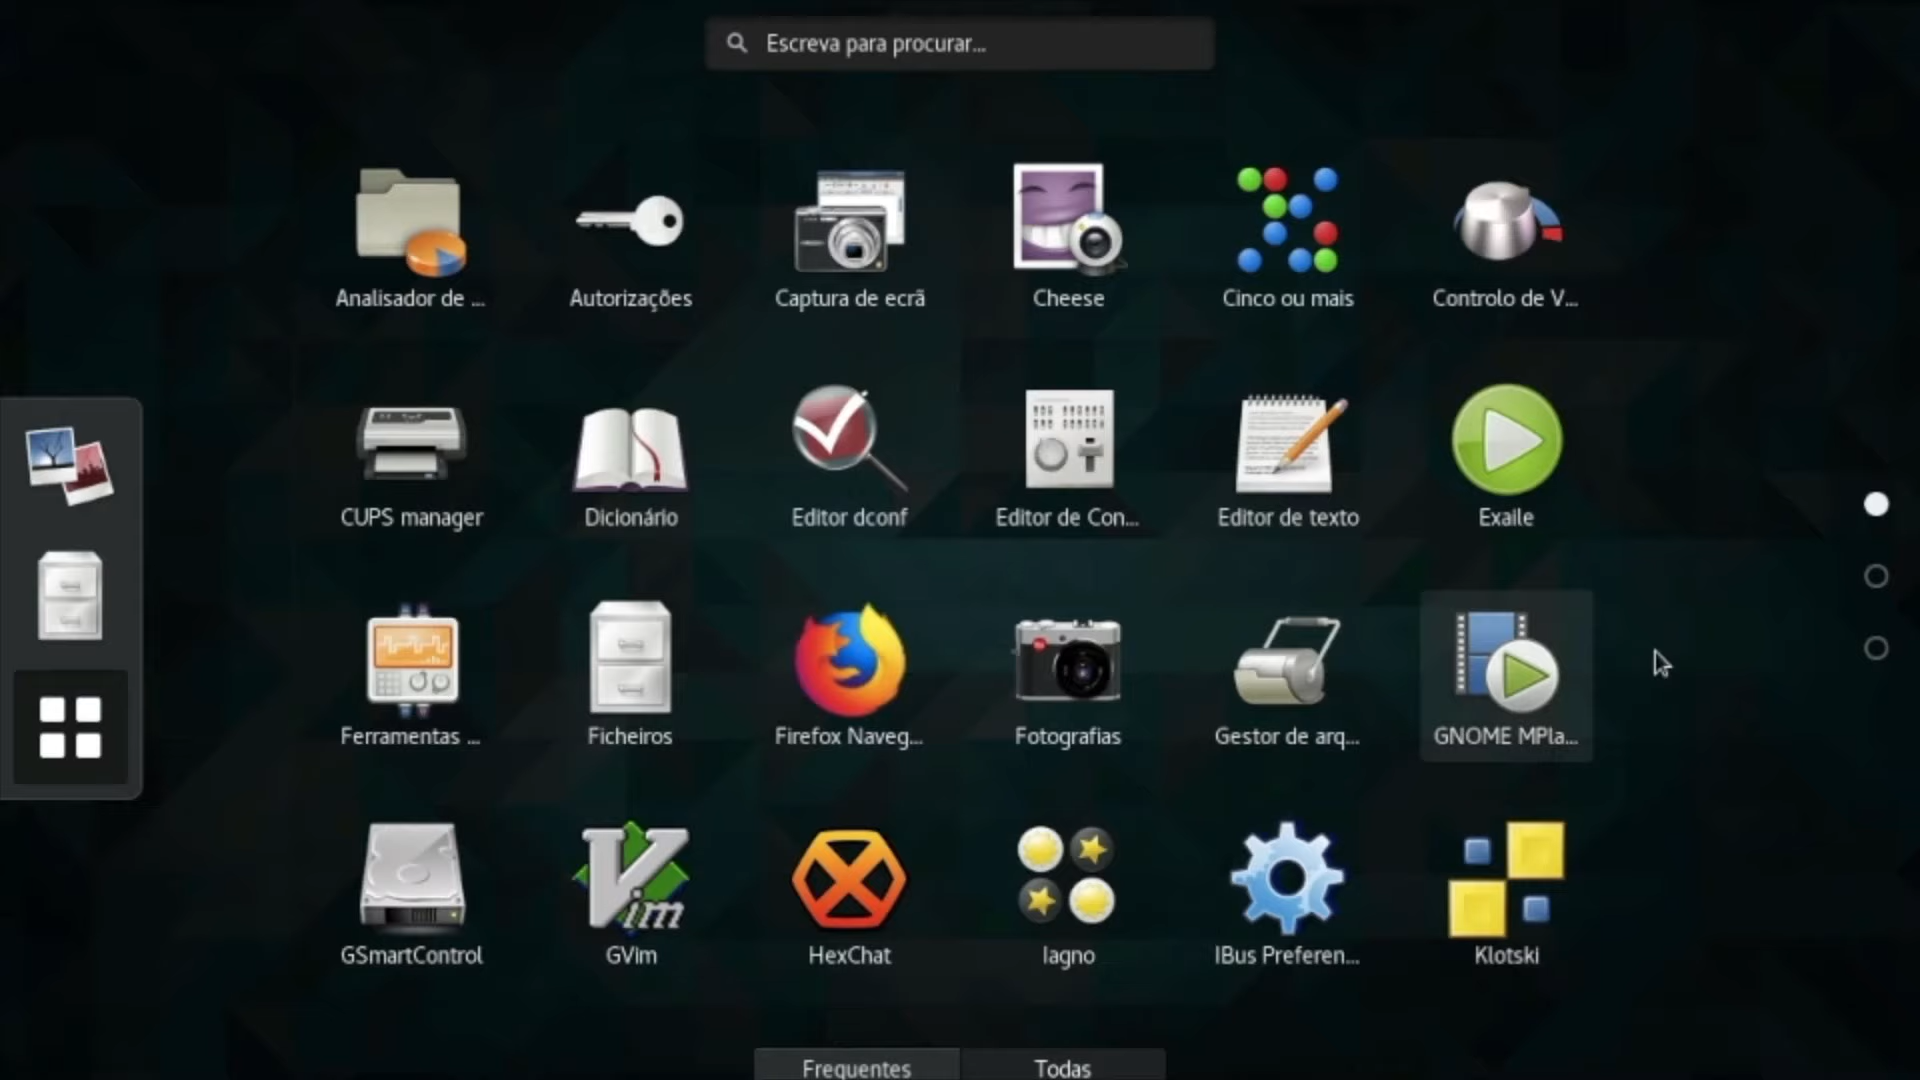 Escreva para procurar...
Analisador de ...
Autorizações
Captura de ecrã
Cheese
Cinco ou mais
Controlo de V...
CUPS manager
Dicionário
Editor dconf
Editor de Con...
Editor de texto
Exaile
Ferramentas ...
Ficheiros
Firefox Naveg...
Fotografias
Gestor de arq...
GNOME MPla...
GSmartControl
GVim
HexChat
Iagno
IBus Preferen...
Klotski
Vim
Frequentes
Todas